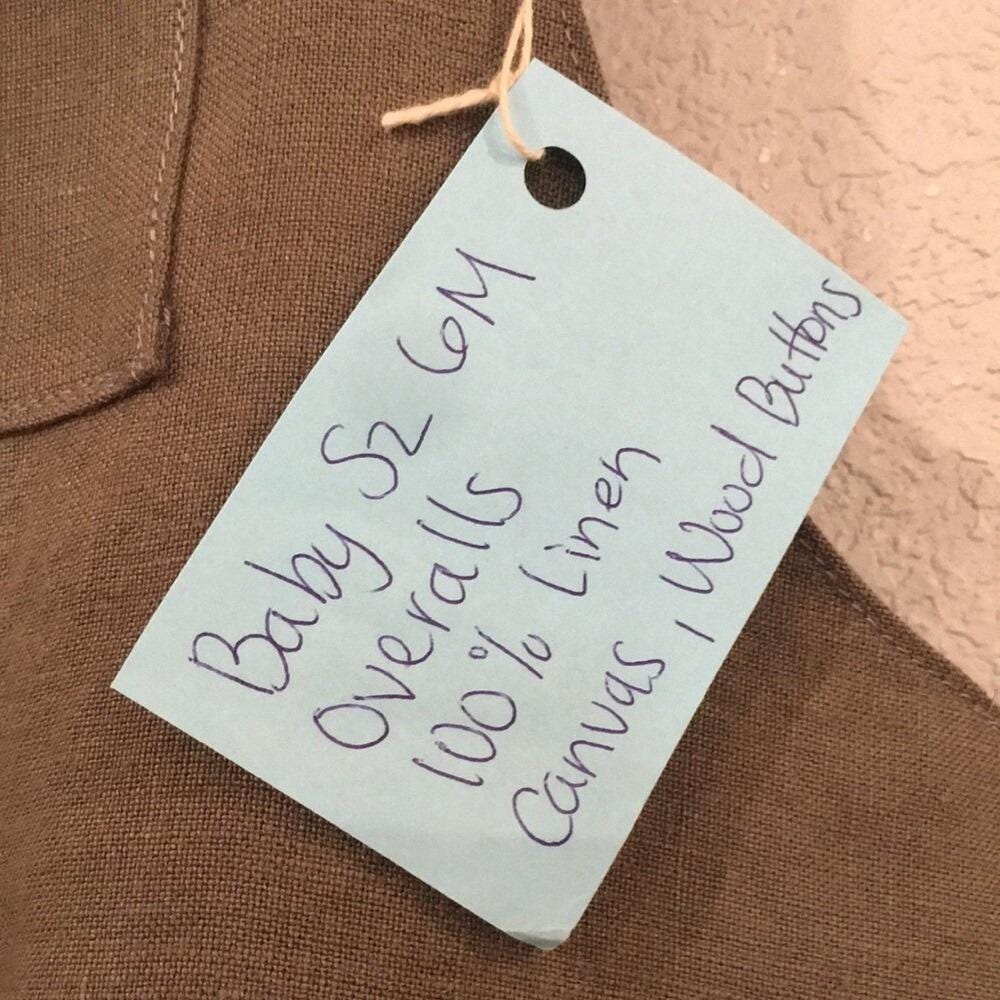 Baby Sz 6M
Overalls
100% Linen
Canvas, Wood Buttons